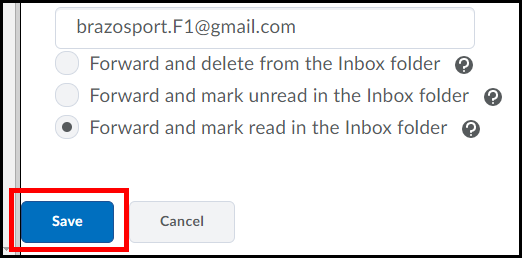 brazosport.F1@gmail.com
Forward and delete from the Inbox folder ?
Forward and mark unread in the Inbox folder ?
Forward and mark read in the Inbox folder ?
Save Cancel